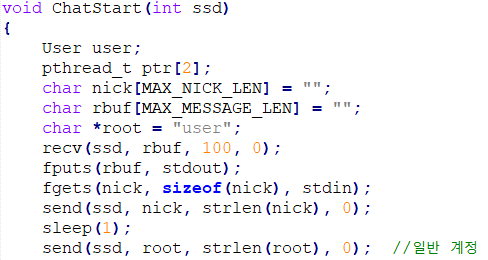 void ChatStart(int ssd)
{
    User user;
    pthread_t ptr[2];
    char nick[MAX_NICK_LEN] = "";
    char rbuf[MAX_MESSAGE_LEN] = "";
    char *root = "user";
    recv(ssd, rbuf, 100, 0);
    fputs(rbuf, stdout);
    fgets(nick, sizeof(nick), stdin);
    send(ssd, nick, strlen(nick), 0);
    sleep(1);
    send(ssd, root, strlen(root), 0);  //일반 계정